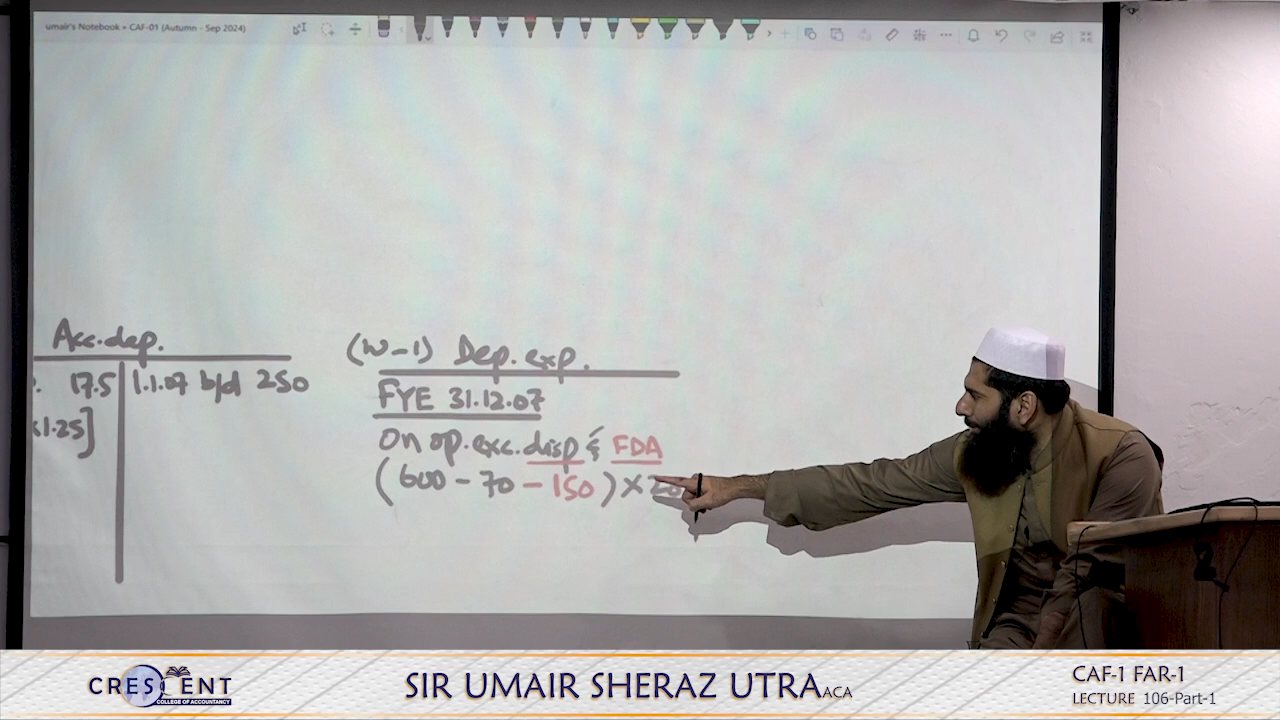 umair's Notebook » CAF-01 (Autumn - Sep 2024)
Acc.dep.
17.5 1.1.07 b/d 250
x1.25]
(W-1) Dep.exp.
FYE 31.12.07
On op.exc.disp & FDA
(600 - 70 - 150) x 20
CRESCENT
COLLEGE OF ACCOUNTANCY
SIR UMAIR SHERAZ UTRA ACA
CAF-1 FAR-1
LECTURE 106-Part-1